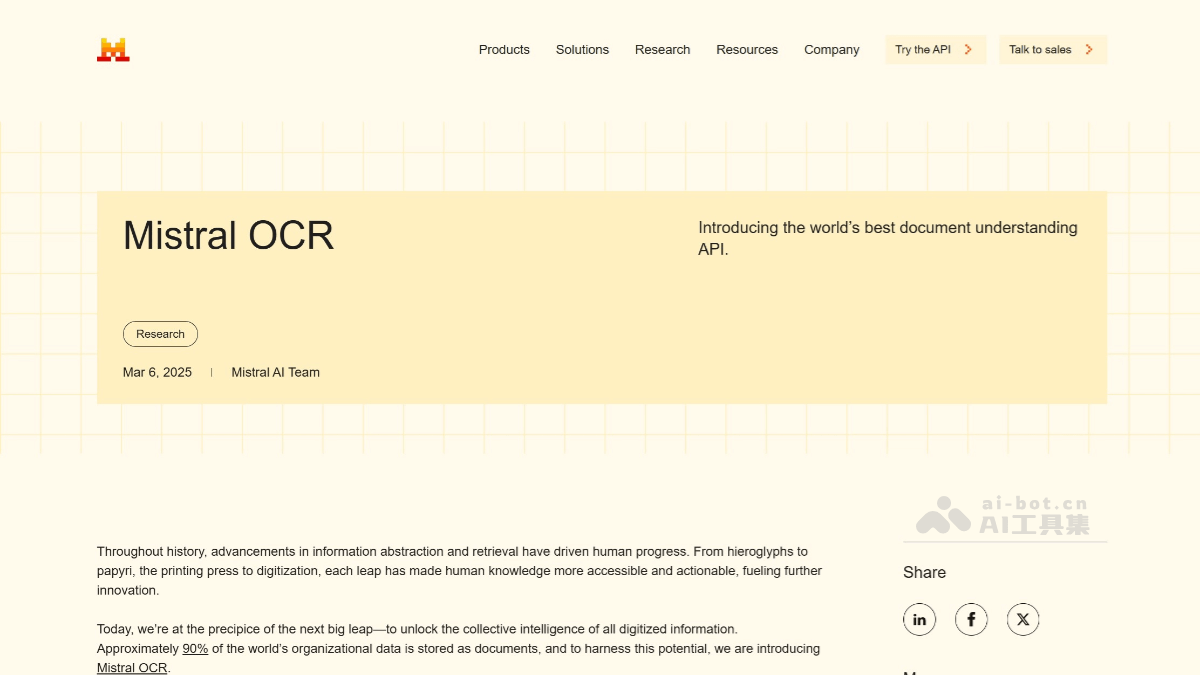 Products Solutions Research Resources Company Try the API Talk to sales
Mistral OCR
Introducing the world’s best document understanding
API.
Research
Mar 6, 2025 | Mistral AI Team
ai-bot.cn
AI工具集
Throughout history, advancements in information abstraction and retrieval have driven human progress. From hieroglyphs to
papyri, the printing press to digitization, each leap has made human knowledge more accessible and actionable, fueling further
innovation.
Today, we’re at the precipice of the next big leap—to unlock the collective intelligence of all digitized information.
Approximately 90% of the world’s organizational data is stored as documents, and to harness this potential, we are introducing
Mistral OCR.
Share